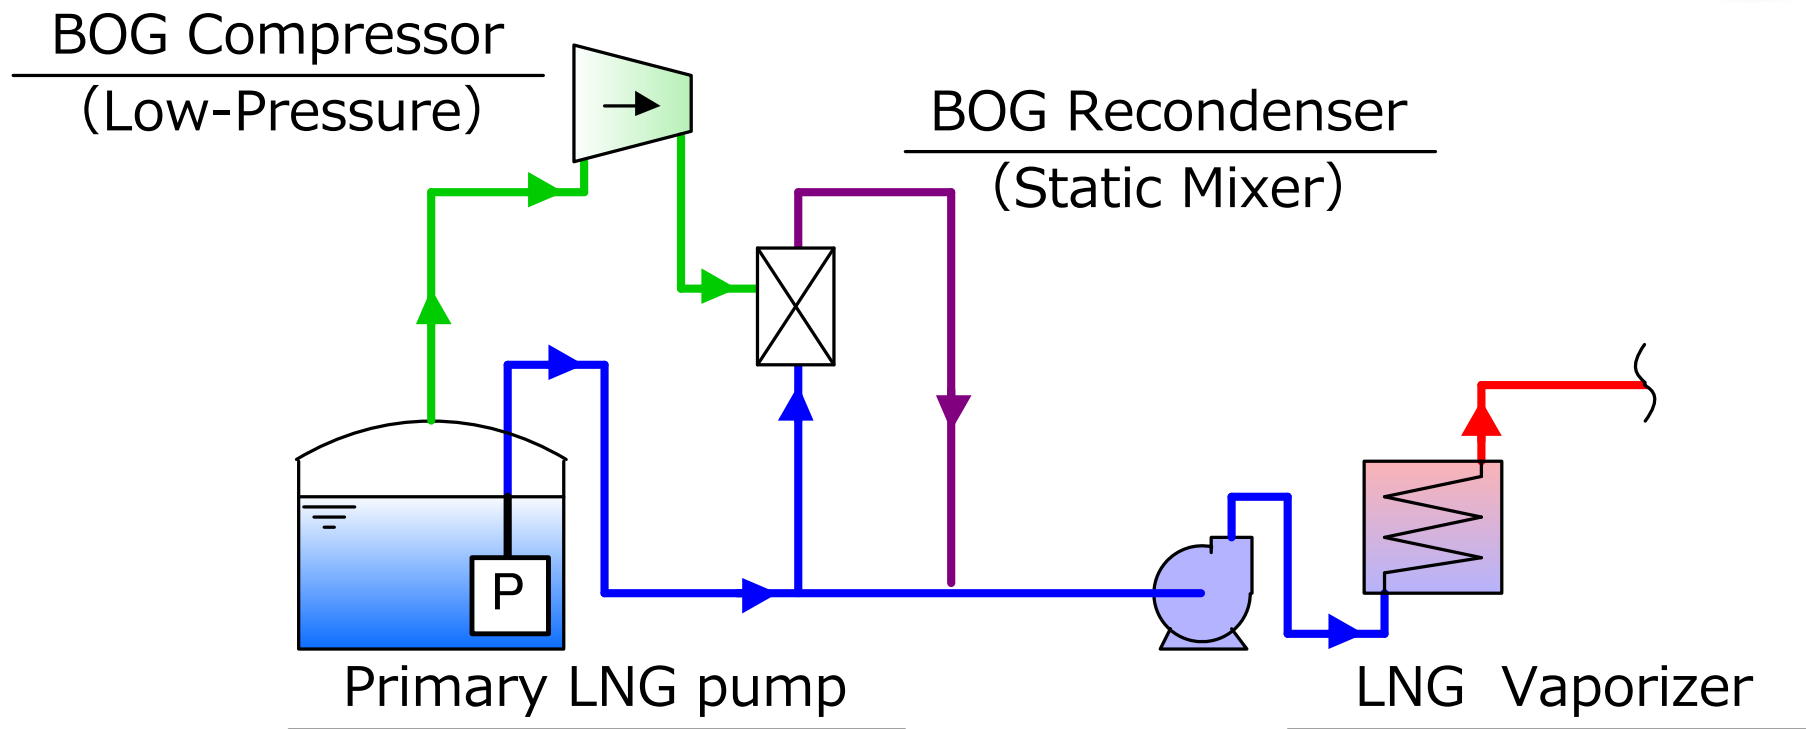 BOG Compressor
(Low-Pressure)
BOG Recondenser
(Static Mixer)
P
Primary LNG pump
LNG Vaporizer